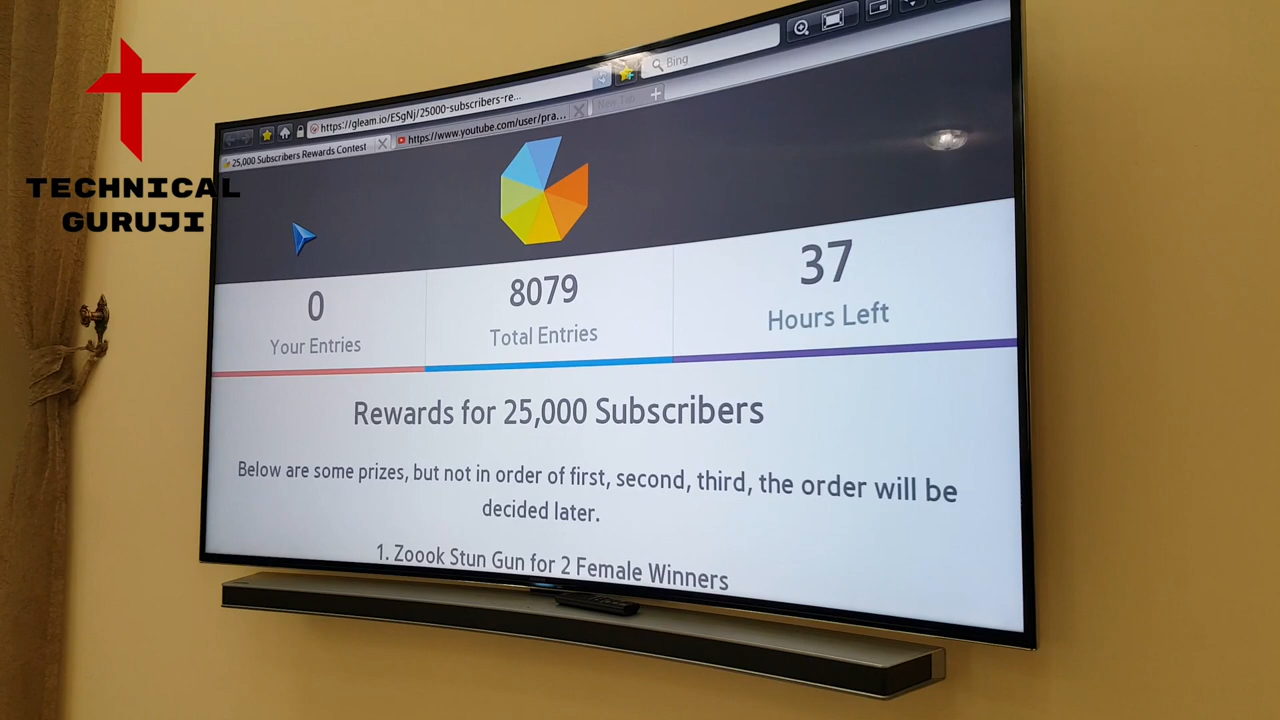 TECHNICAL
GURUJI
Bing
https://gleam.io/ESgNj/25000-subscribers-re...
25,000 Subscribers Rewards Contest
https://www.youtube.com/user/pra...
New Tab
0
Your Entries
8079
Total Entries
37
Hours Left
Rewards for 25,000 Subscribers
Below are some prizes, but not in order of first, second, third, the order will be
decided later.
1. Zoook Stun Gun for 2 Female Winners